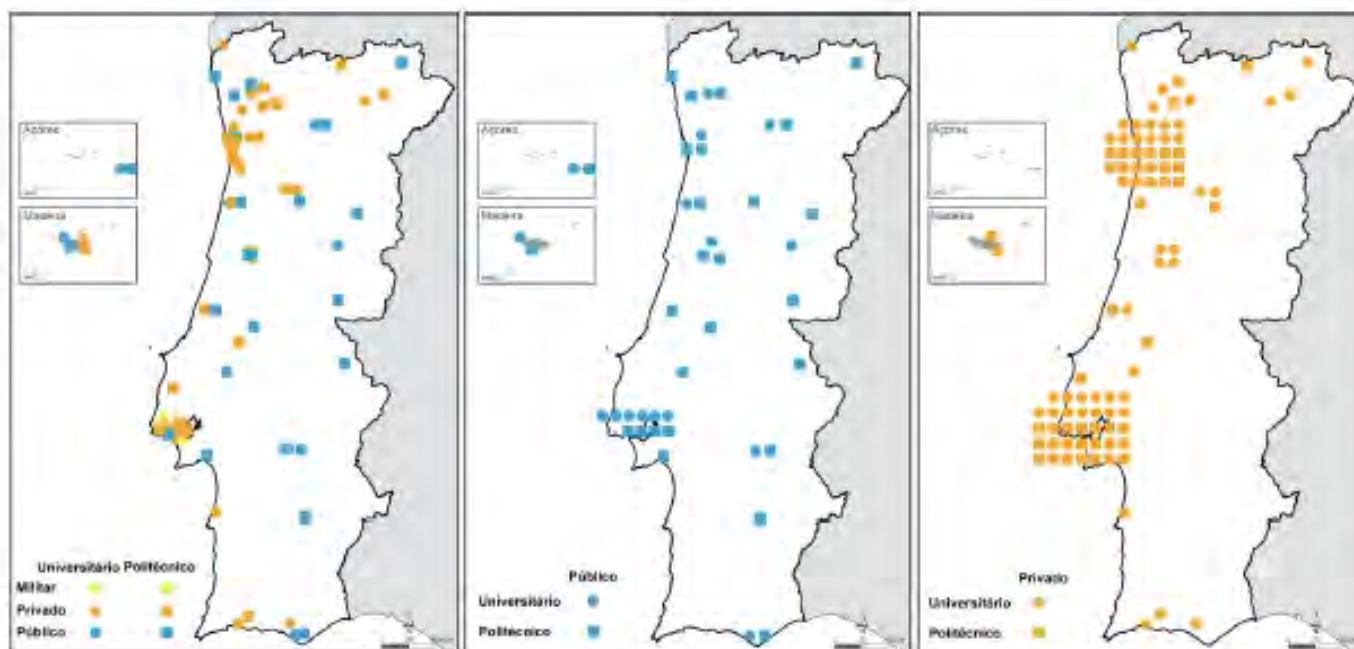 Açores
Madeira
Universitário Politécnico
Militar
Privado
Público
Açores
Madeira
Público
Universitário
Politécnico
Açores
Madeira
Privado
Universitário
Politécnico